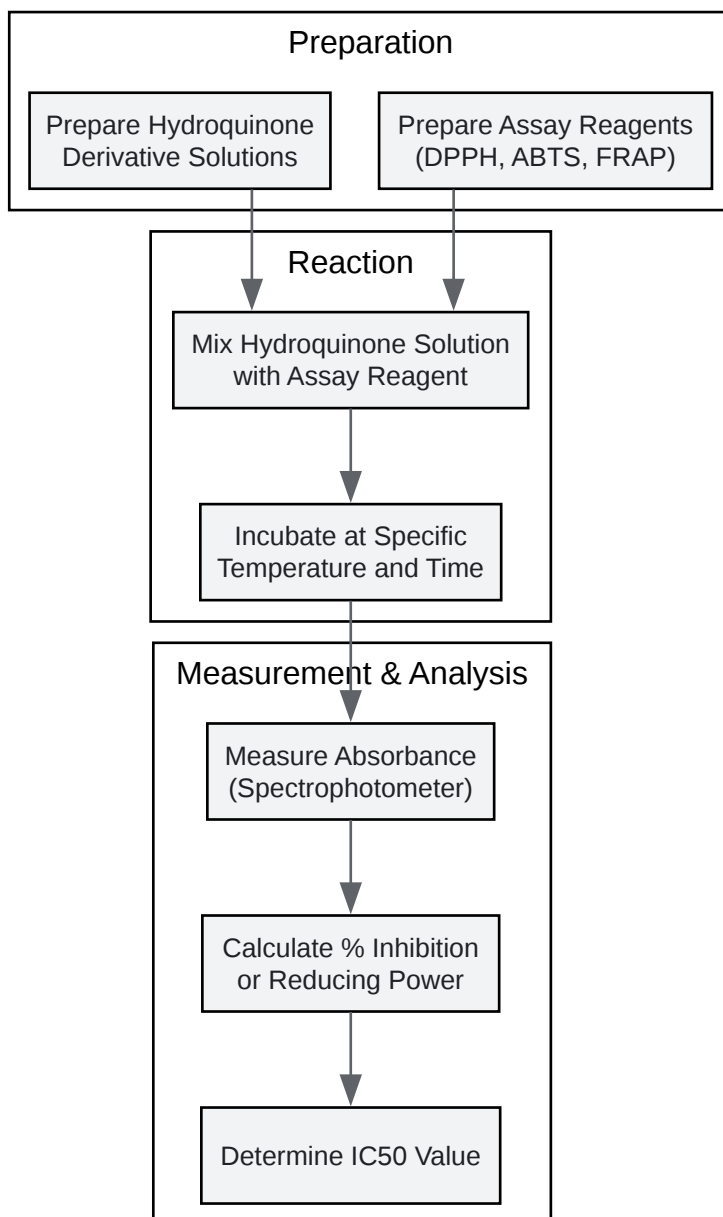 Preparation
Prepare Hydroquinone
Derivative Solutions
Prepare Assay Reagents
(DPPH, ABTS, FRAP)
Reaction
Mix Hydroquinone Solution
with Assay Reagent
Incubate at Specific
Temperature and Time
Measurement & Analysis
Measure Absorbance
(Spectrophotometer)
Calculate % Inhibition
or Reducing Power
Determine IC50 Value